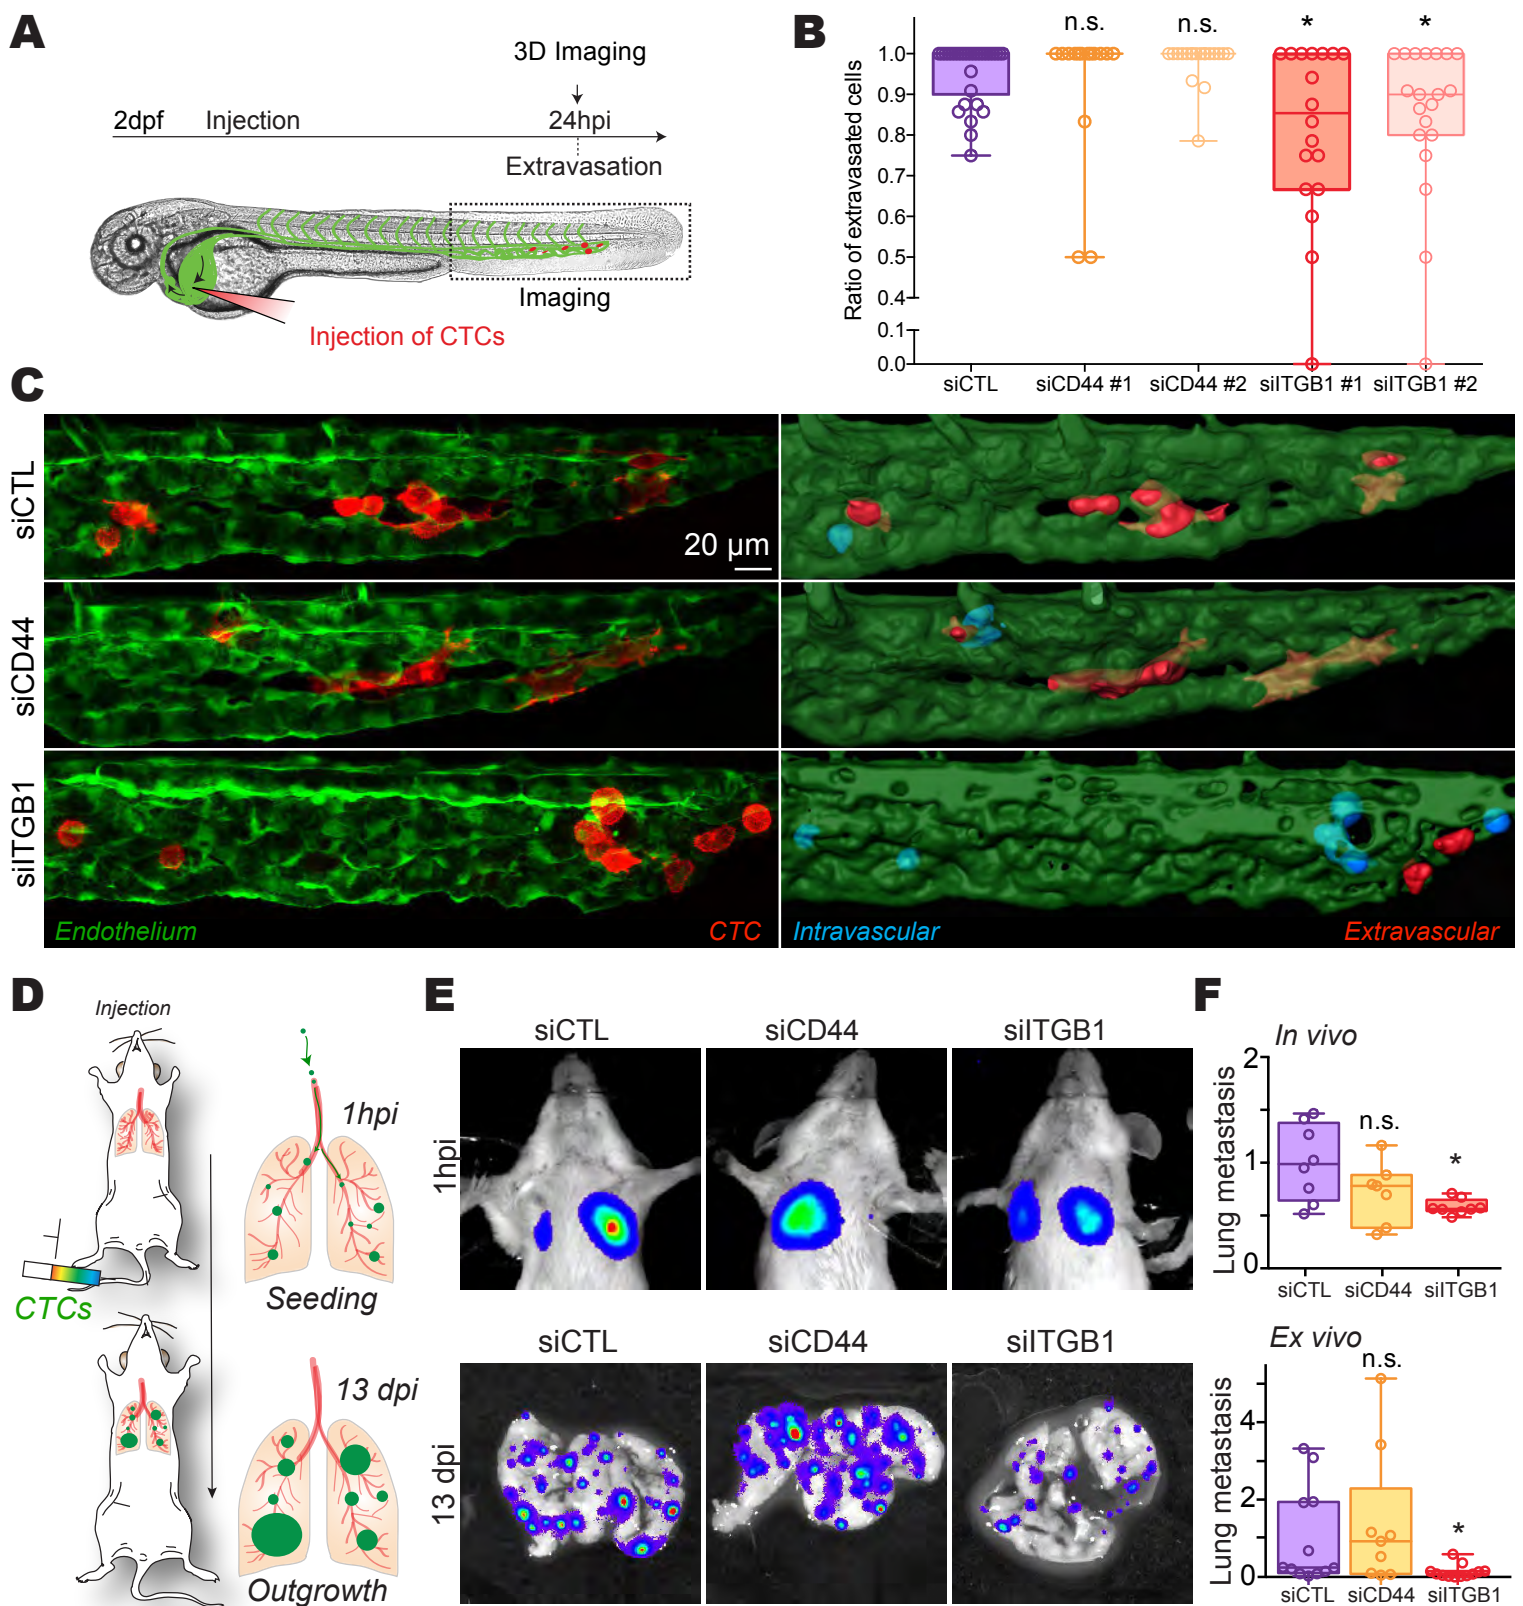 A
3D Imaging
2dpf Injection 24hpi
Extravasation
Imaging
Injection of CTCs
B
n.s. n.s. * *
Ratio of extravasated cells
1.0
0.9
0.8
0.7
0.6
0.5
0.4
0.1
0.0
siCTL siCD44 #1 siCD44 #2 siITGB1 #1 siITGB1 #2
C
siCTL
20 µm
siCD44
siITGB1
Endothelium CTC Intravascular Extravascular
D
Injection
1hpi
Seeding
CTCs
13 dpi
Outgrowth
E
siCTL siCD44 siITGB1
1hpi
siCTL siCD44 siITGB1
13 dpi
F
In vivo
Lung metastasis
2
1
0
n.s.
*
siCTL siCD44 siITGB1
Ex vivo
n.s.
Lung metastasis
4
2
0
*
siCTL siCD44 siITGB1